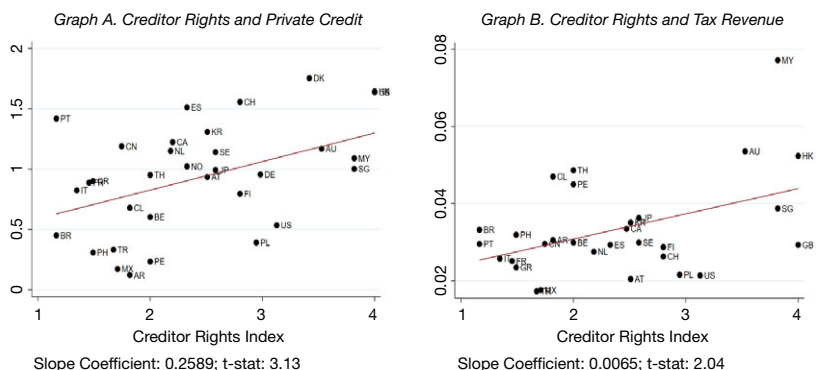 Graph A. Creditor Rights and Private Credit
2
1.5
1
0.5
0
DK
CH
ES
PT
KR
CA
CN
NL
SE
AU
MY
NO
SG
JP
TH
AT
DE
GR
IT
FI
CL
BE
US
BR
PL
TR
PH
PE
MX
AR
1 2 3 4
Creditor Rights Index
Slope Coefficient: 0.2589; t-stat: 3.13
Graph B. Creditor Rights and Tax Revenue
0.08
0.06
0.04
0.02
MY
AU
HK
CL
TH
PE
SG
JP
CA
BR
PH
AR
PT
CN
BE
ES
SE
GB
FI
NL
CH
IT
FR
GR
PL
US
AT
MX
1 2 3 4
Creditor Rights Index
Slope Coefficient: 0.0065; t-stat: 2.04